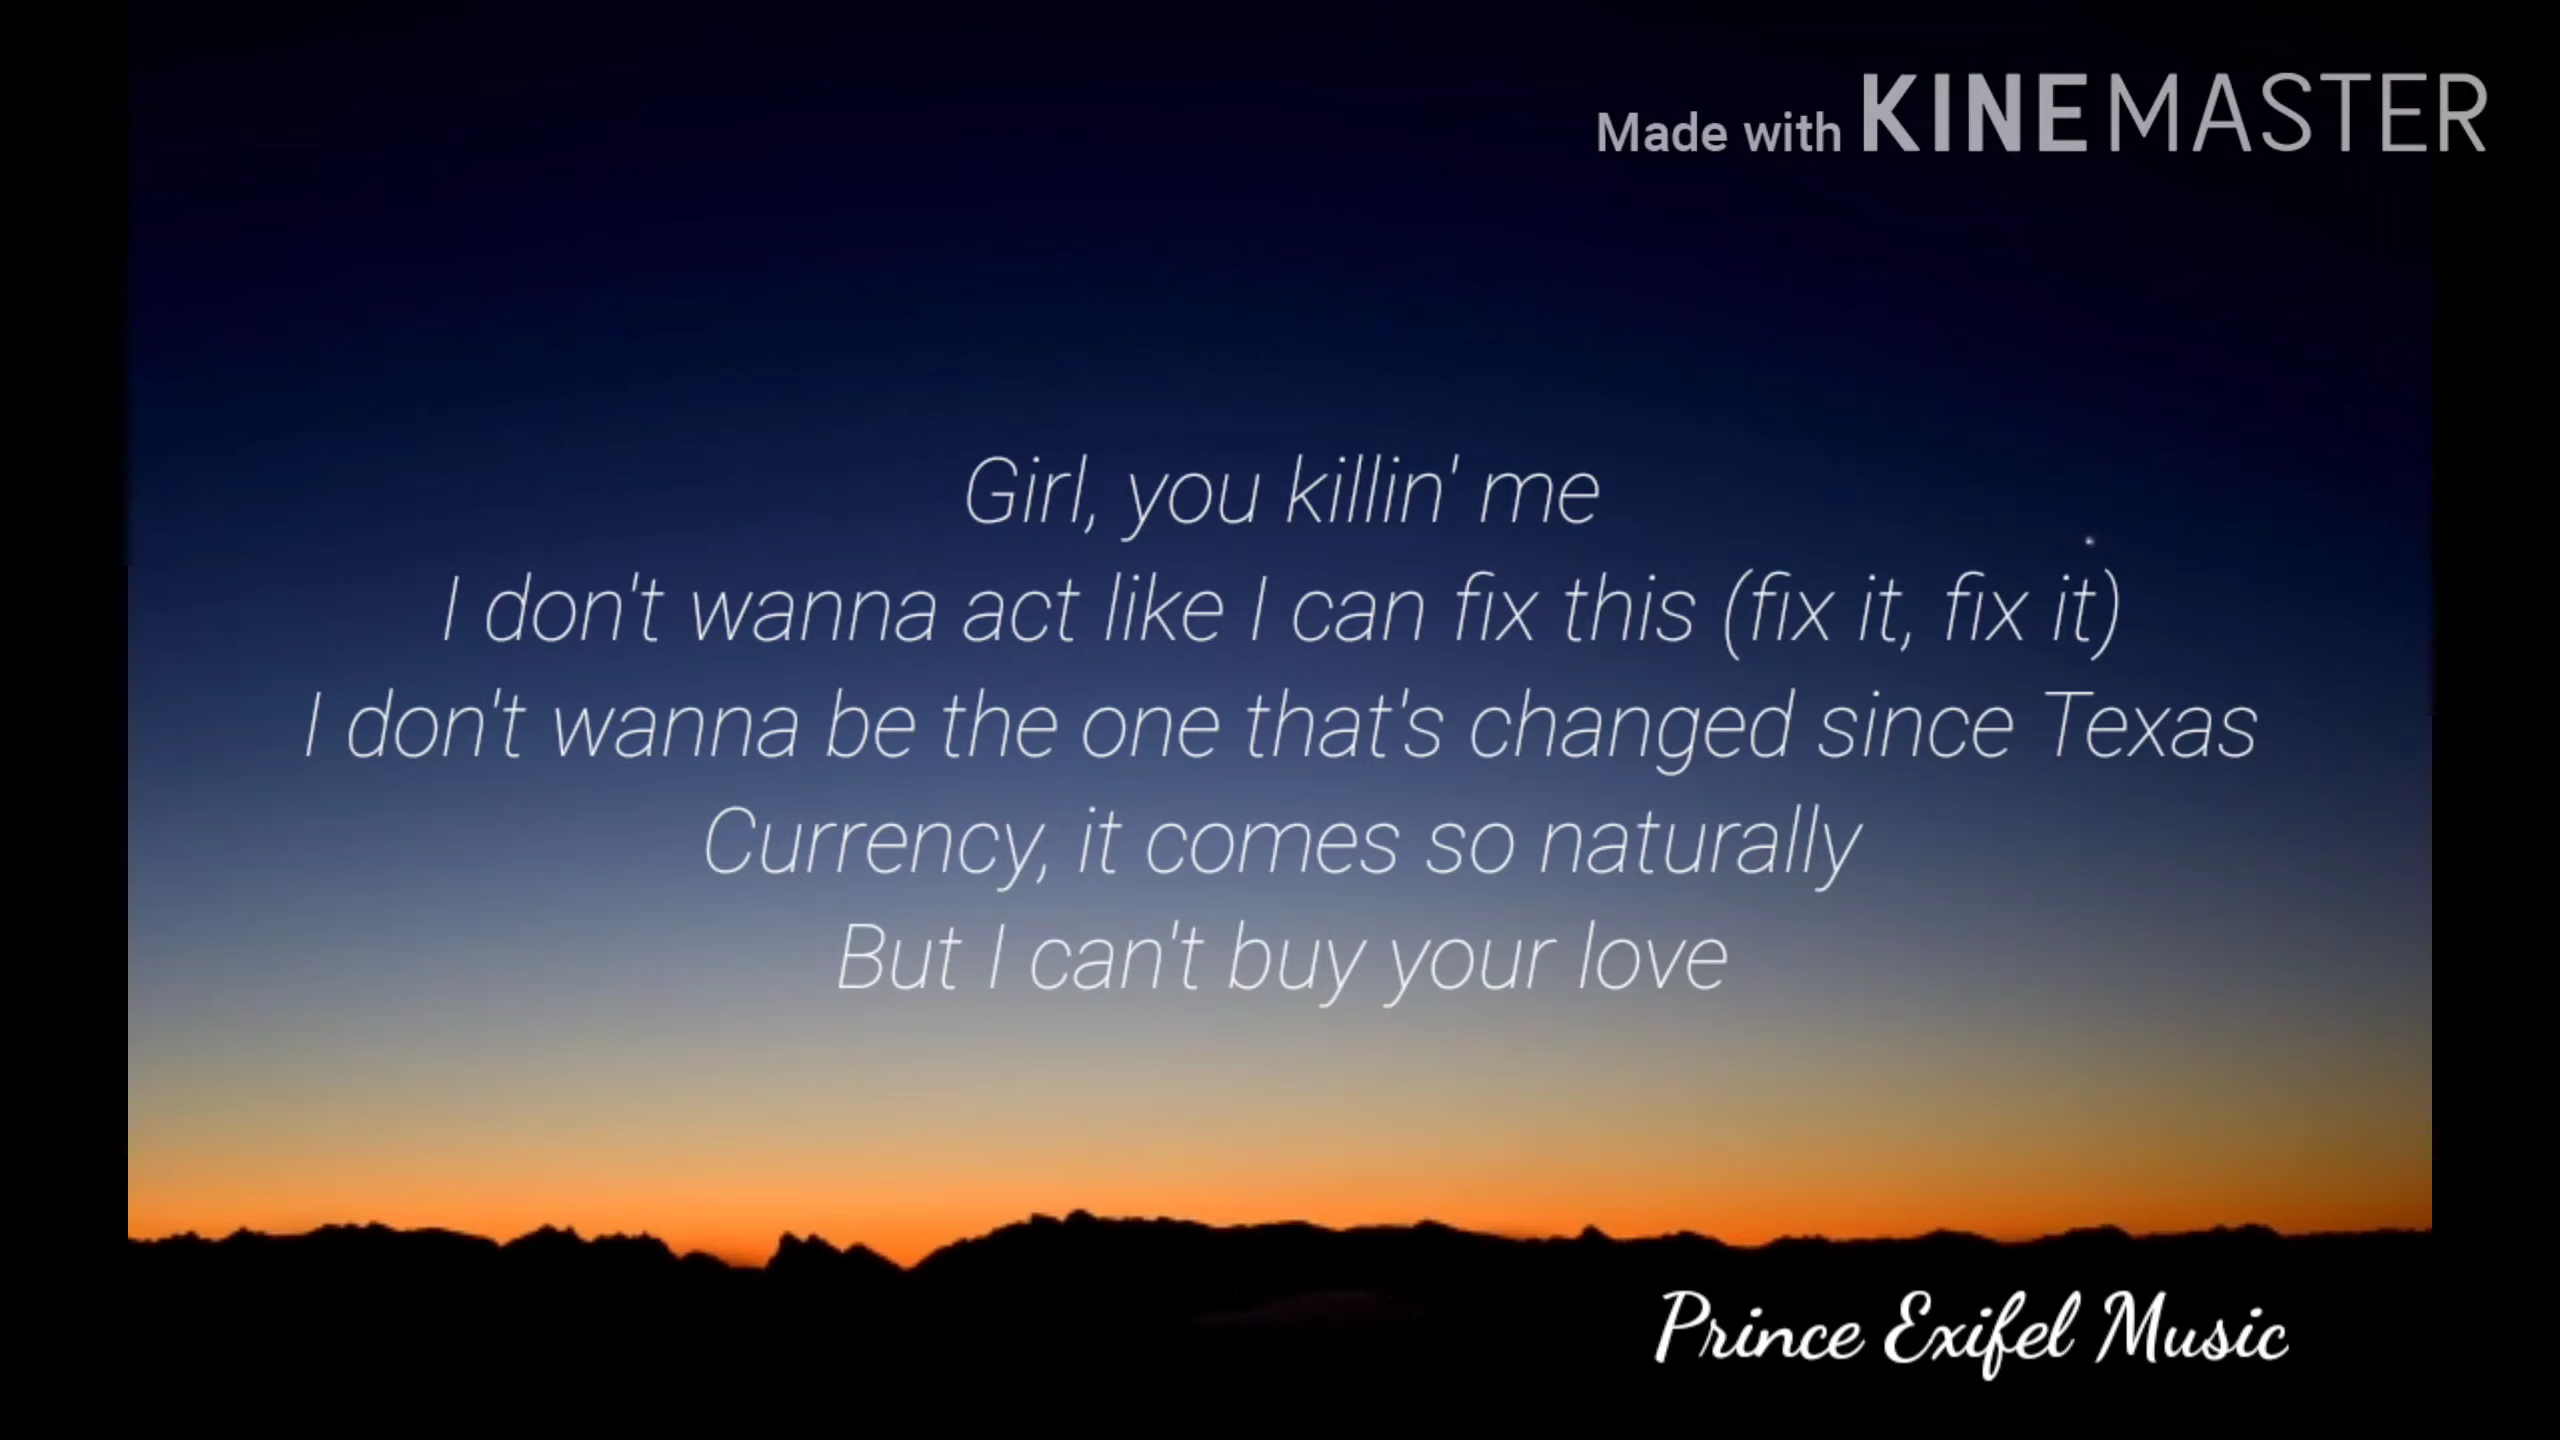 Made with KINEMASTER
Girl, you killin' me
I don't wanna act like I can fix this (fix it, fix it)
I don't wanna be the one that's changed since Texas
Currency, it comes so naturally
But I can't buy your love
Prince Exifel Music